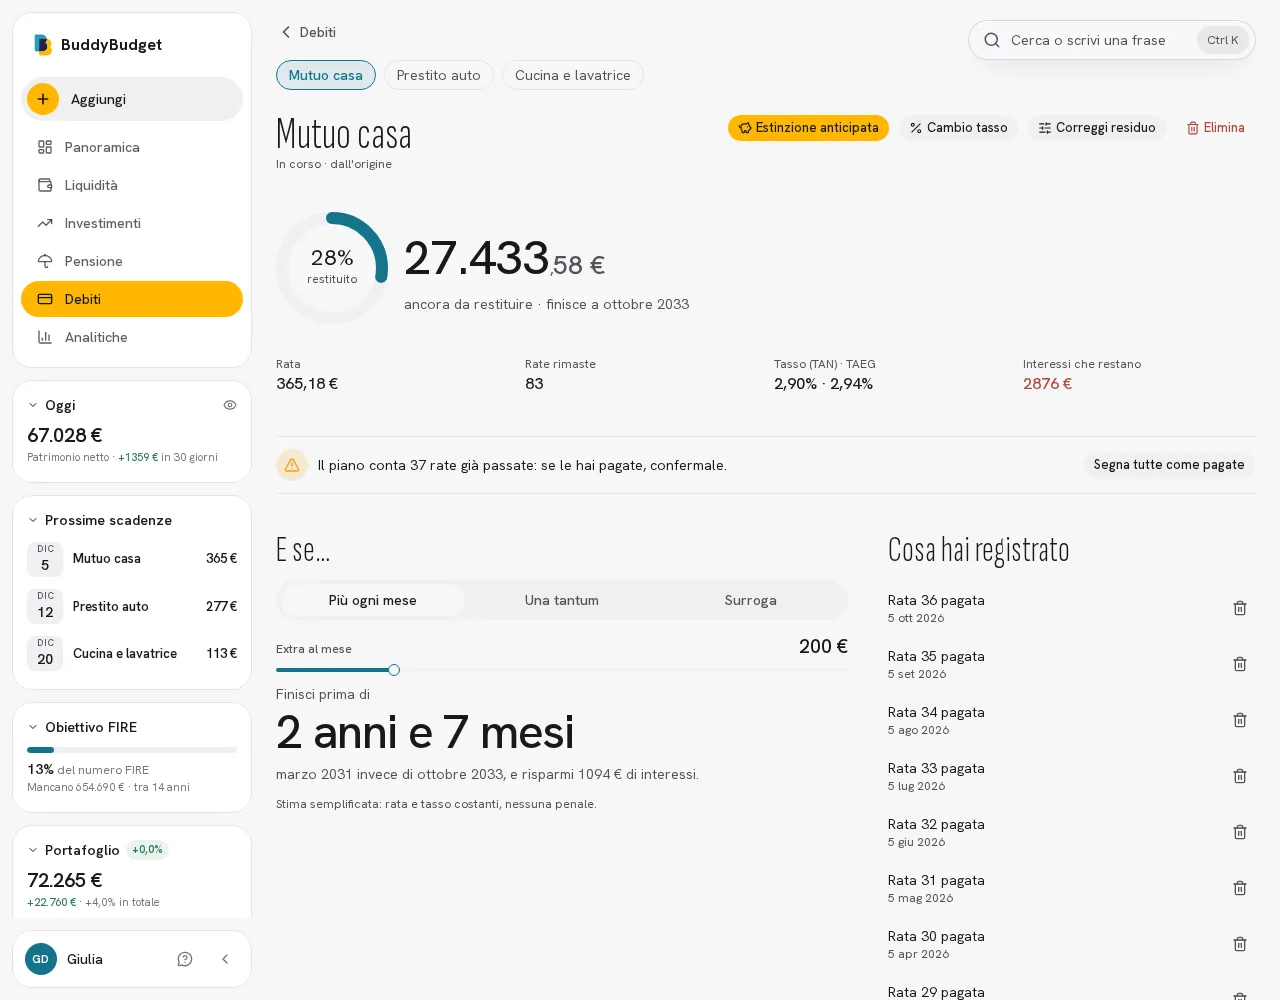 BuddyBudget
Aggiungi
Panoramica
Liquidità
Investimenti
Pensione
Debiti
Analitiche
Oggi
67.028 €
Patrimonio netto · +1359 € in 30 giorni
Prossime scadenze
DIC
5
Mutuo casa
365 €
DIC
12
Prestito auto
277 €
DIC
20
Cucina e lavatrice
113 €
Obiettivo FIRE
13% del numero FIRE
Mancano 654.690 € · tra 14 anni
Portafoglio
+0,0%
72.265 €
+22.760 € · +4,0% in totale
GD
Giulia
Debiti
Cerca o scrivi una frase
Ctrl K
Mutuo casa
Prestito auto
Cucina e lavatrice
Mutuo casa
In corso · dall'origine
Estinzione anticipata
Cambio tasso
Correggi residuo
Elimina
28%
restituito
27.433,58 €
ancora da restituire · finisce a ottobre 2033
Rata
365,18 €
Rate rimaste
83
Tasso (TAN) · TAEG
2,90% · 2,94%
Interessi che restano
2876 €
Il piano conta 37 rate già passate: se le hai pagate, confermale.
Segna tutte come pagate
E se…
Più ogni mese
Una tantum
Surroga
Extra al mese
200 €
Finisci prima di
2 anni e 7 mesi
marzo 2031 invece di ottobre 2033, e risparmi 1094 € di interessi.
Stima semplificata: rata e tasso costanti, nessuna penale.
Cosa hai registrato
Rata 36 pagata
5 ott 2026
Rata 35 pagata
5 set 2026
Rata 34 pagata
5 ago 2026
Rata 33 pagata
5 lug 2026
Rata 32 pagata
5 giu 2026
Rata 31 pagata
5 mag 2026
Rata 30 pagata
5 apr 2026
Rata 29 pagata